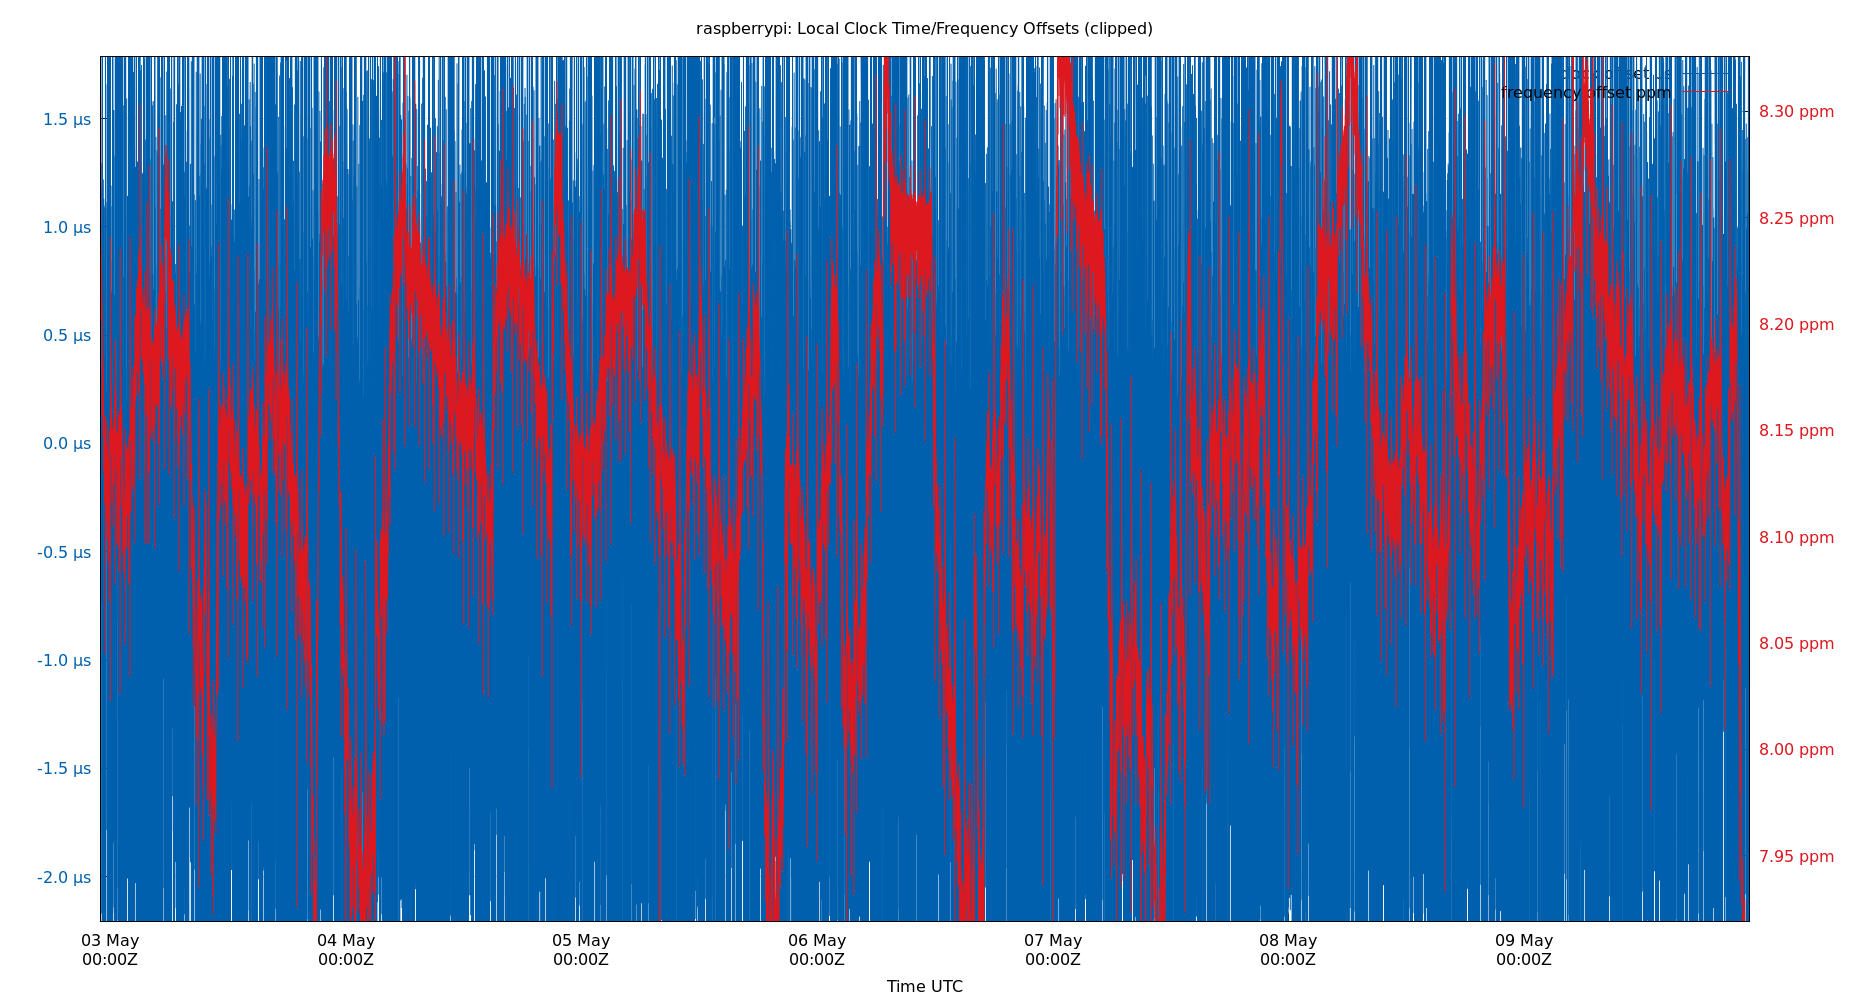 raspberrypi: Local Clock Time/Frequency Offsets (clipped)
clock offset µs
frequency offset ppm
1.5 µs
1.0 µs
0.5 µs
0.0 µs
-0.5 µs
-1.0 µs
-1.5 µs
-2.0 µs
8.30 ppm
8.25 ppm
8.20 ppm
8.15 ppm
8.10 ppm
8.05 ppm
8.00 ppm
7.95 ppm
03 May 04 May 05 May 06 May 07 May 08 May 09 May
00:00Z 00:00Z 00:00Z 00:00Z 00:00Z 00:00Z 00:00Z
Time UTC